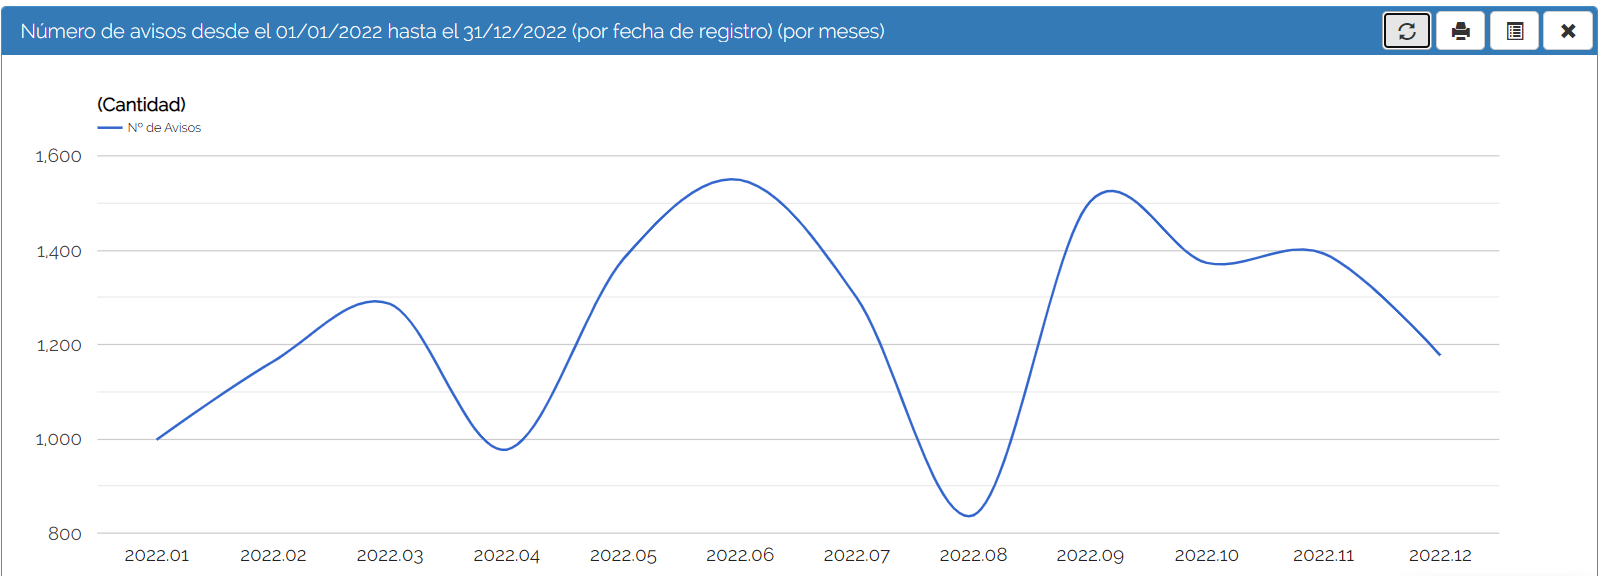 Número de avisos desde el 01/01/2022 hasta el 31/12/2022 (por fecha de registro) (por meses)
(Cantidad)
Nº de Avisos
1,600
1,400
1,200
1,000
800
2022.01 2022.02 2022.03 2022.04 2022.05 2022.06 2022.07 2022.08 2022.09 2022.10 2022.11 2022.12